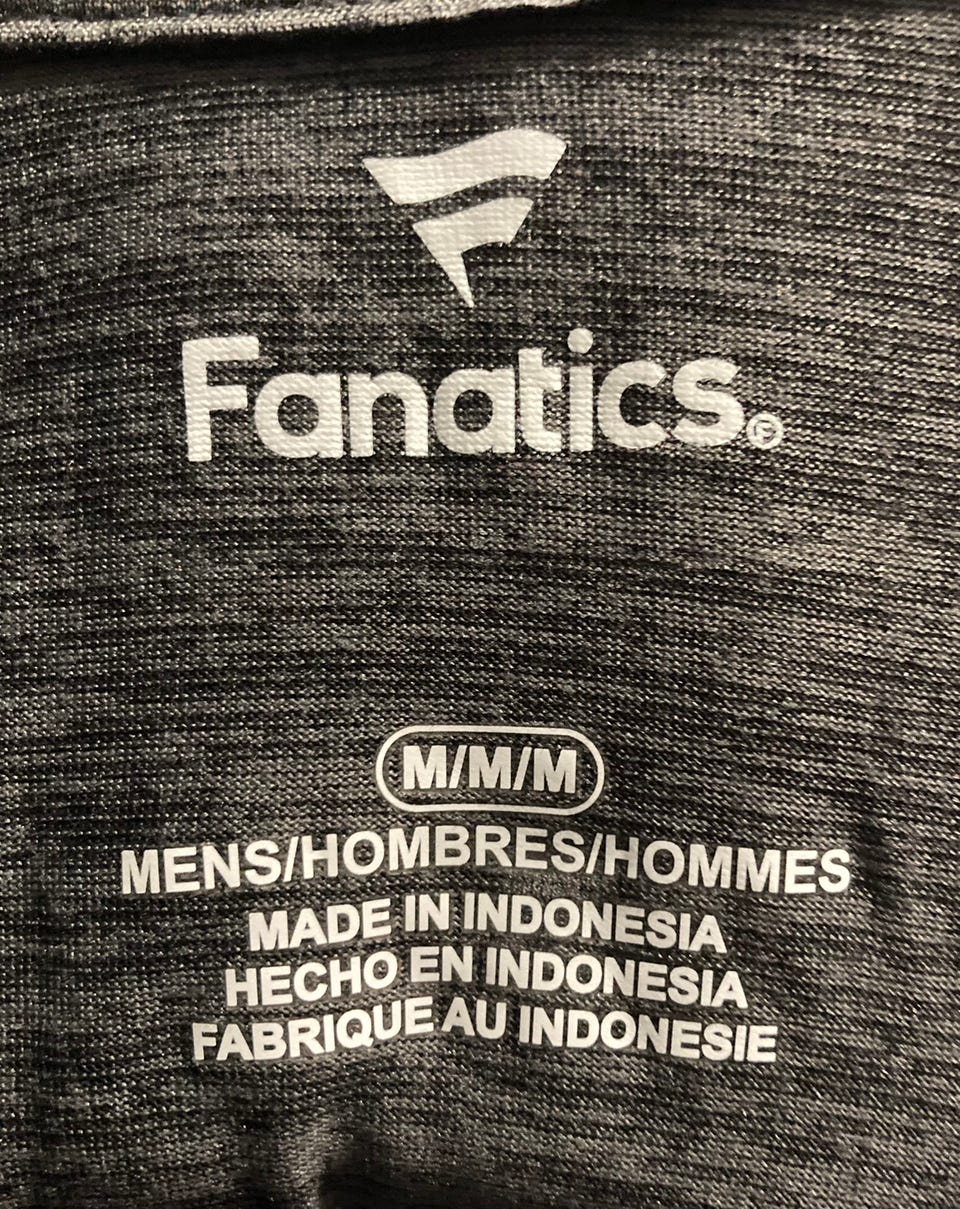 Fanatics®
M/M/M
MENS/HOMBRES/HOMMES
MADE IN INDONESIA
HECHO EN INDONESIA
FABRIQUE AU INDONESIE